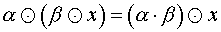 α ⊙ (β ⊙ x) = (α · β) ⊙ x